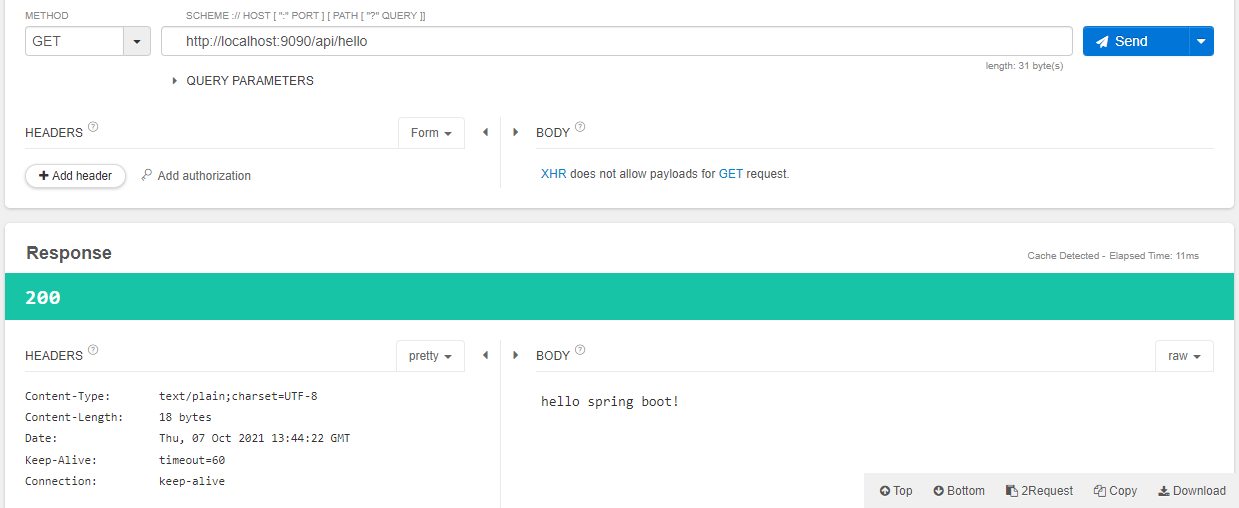 METHOD SCHEME :// HOST [ ":" PORT ] [ PATH [ "?" QUERY ]]
GET http://localhost:9090/api/hello Send
length: 31 byte(s)
QUERY PARAMETERS
HEADERS ? Form BODY ?
+ Add header Add authorization XHR does not allow payloads for GET request.
Response Cache Detected - Elapsed Time: 11ms
200
HEADERS ? pretty BODY ? raw
Content-Type: text/plain;charset=UTF-8 hello spring boot!
Content-Length: 18 bytes
Date: Thu, 07 Oct 2021 13:44:22 GMT
Keep-Alive: timeout=60
Connection: keep-alive
Top Bottom 2Request Copy Download